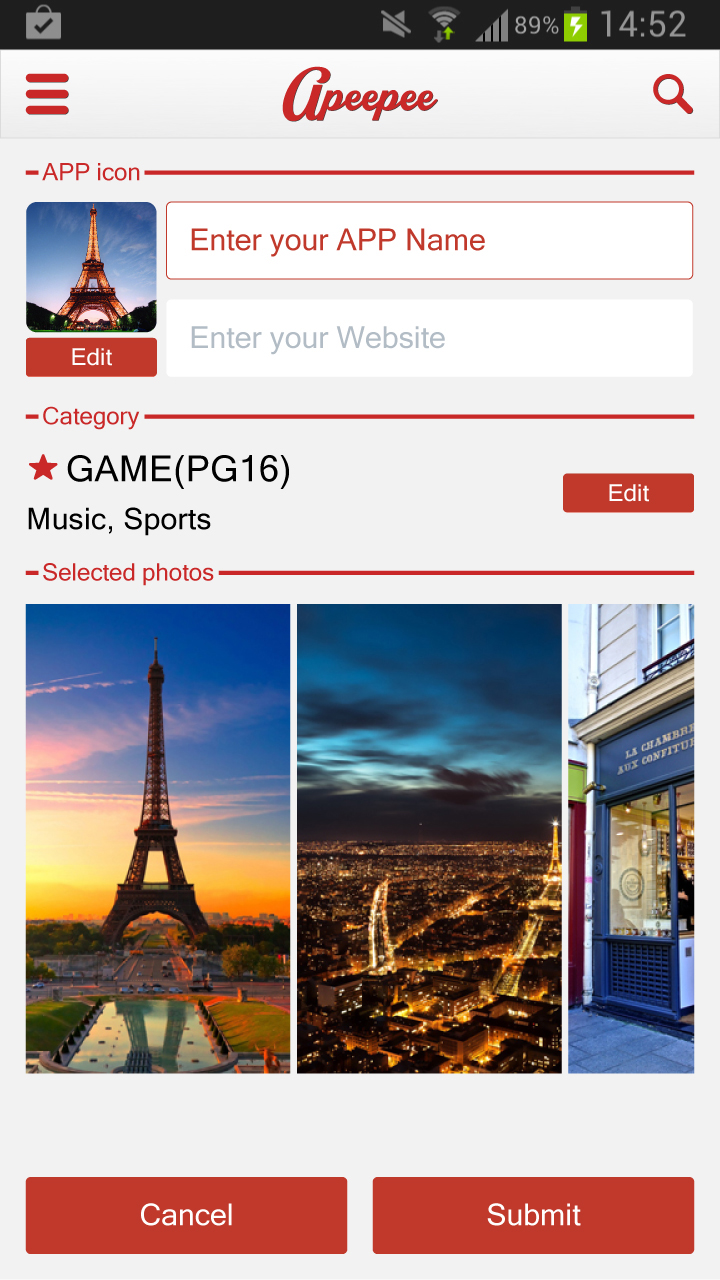 89% 14:52
Apeepee
APP icon
Enter your APP Name
Enter your Website
Edit
Category
GAME(PG16)
Edit
Music, Sports
Selected photos
LA CHAMBRE
AUX CONFITU
Cancel Submit